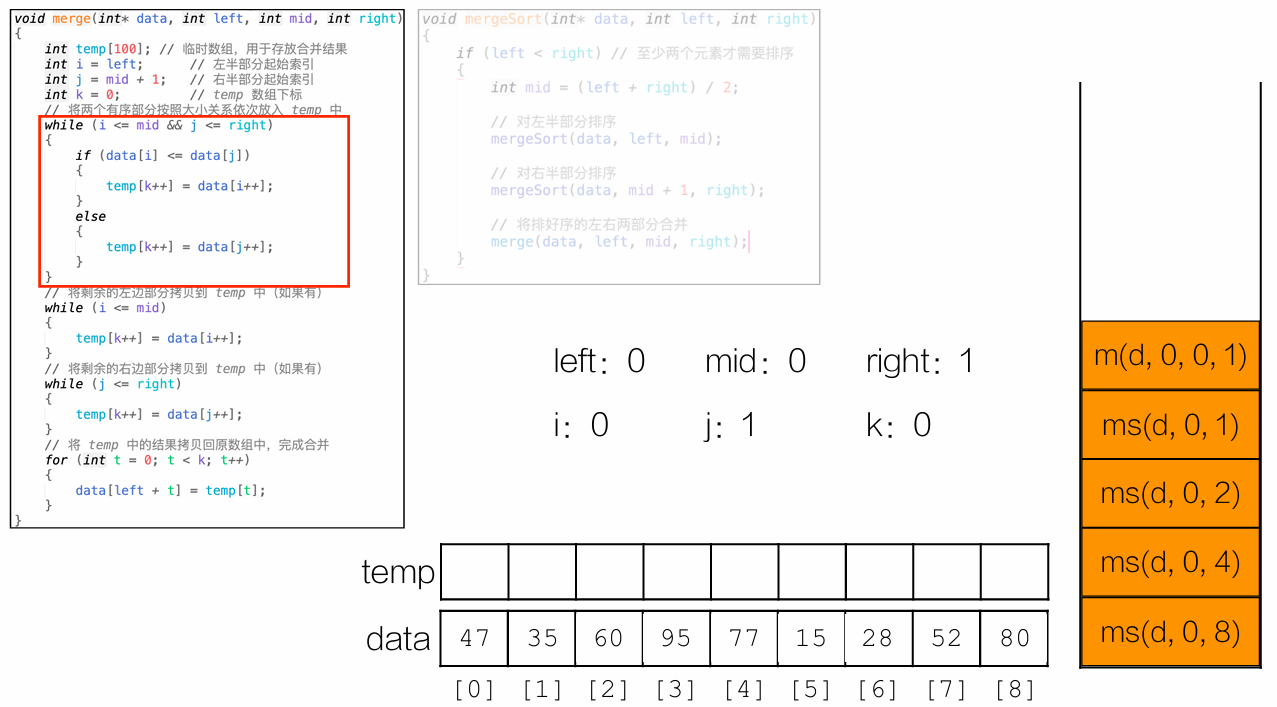 void merge(int* data, int left, int mid, int right)
{
    int temp[100]; // 临时数组，用于存放合并结果
    int i = left;      // 左半部分起始索引
    int j = mid + 1;   // 右半部分起始索引
    int k = 0;         // temp 数组下标
    // 将两个有序部分按照大小关系依次放入 temp 中
    while (i <= mid && j <= right)
    {
        if (data[i] <= data[j])
        {
            temp[k++] = data[i++];
        }
        else
        {
            temp[k++] = data[j++];
        }
    }
    // 将剩余的左边部分拷贝到 temp 中（如果有）
    while (i <= mid)
    {
        temp[k++] = data[i++];
    }
    // 将剩余的右边部分拷贝到 temp 中（如果有）
    while (j <= right)
    {
        temp[k++] = data[j++];
    }
    // 将 temp 中的结果拷贝回原数组中，完成合并
    for (int t = 0; t < k; t++)
    {
        data[left + t] = temp[t];
    }
}
void mergeSort(int* data, int left, int right)
{
    if (left < right) // 至少两个元素才需要排序
    {
        int mid = (left + right) / 2;
        // 对左半部分排序
        mergeSort(data, left, mid);
        // 对右半部分排序
        mergeSort(data, mid + 1, right);
        // 将排好序的左右两部分合并
        merge(data, left, mid, right);
    }
}
left: 0 mid: 0 right: 1
i: 0 j: 1 k: 0
m(d, 0, 0, 1)
ms(d, 0, 1)
ms(d, 0, 2)
ms(d, 0, 4)
ms(d, 0, 8)
temp
data 47 35 60 95 77 15 28 52 80
[0] [1] [2] [3] [4] [5] [6] [7] [8]